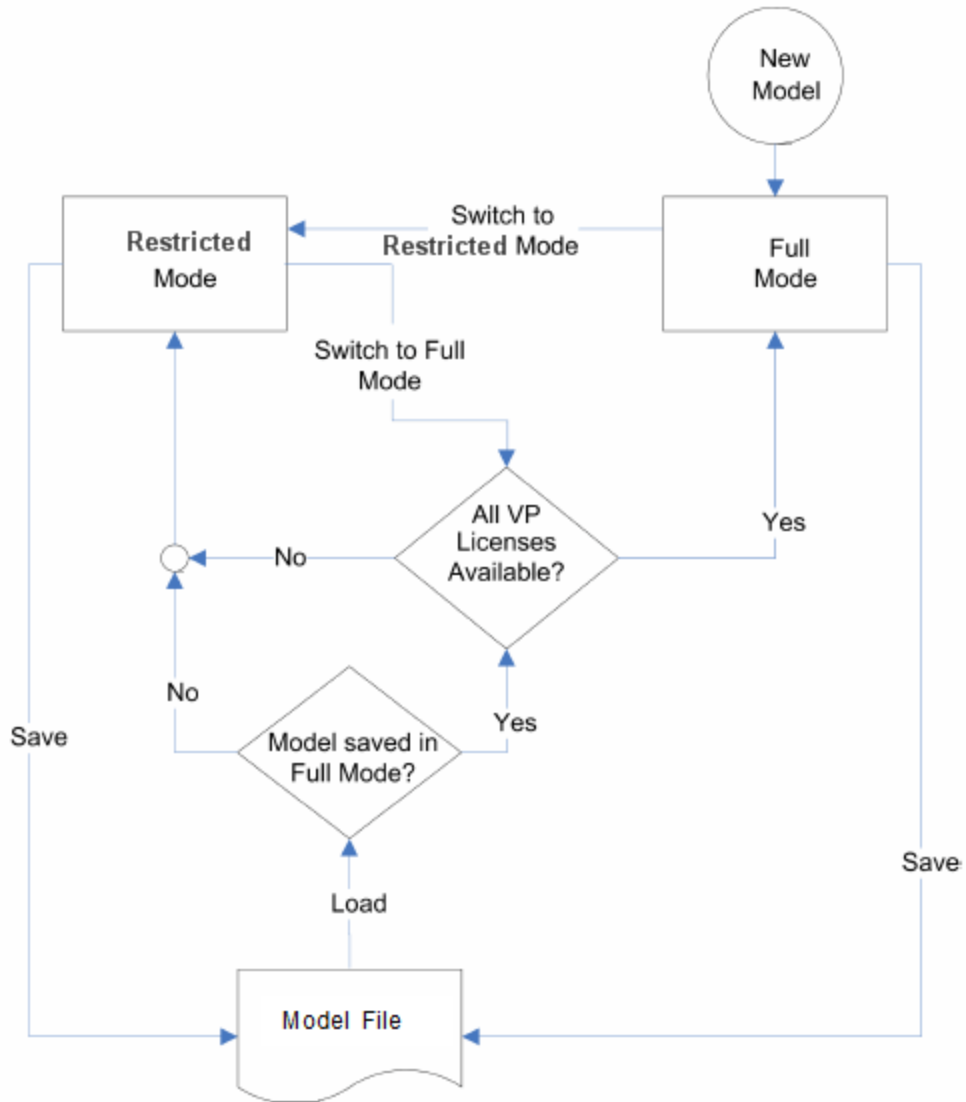 New
Model
Switch to
Restricted Mode
Restricted
Mode
Full
Mode
Switch to Full
Mode
All VP
Licenses
Available?
No
Yes
No
Yes
Model saved in
Full Mode?
Save
Save
Load
Model File